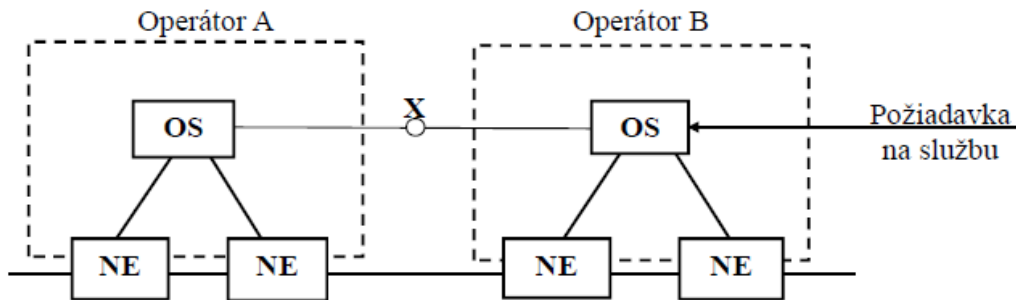 Operátor A
Operátor B
X
OS
OS
Požiadavka
na službu
NE
NE
NE
NE